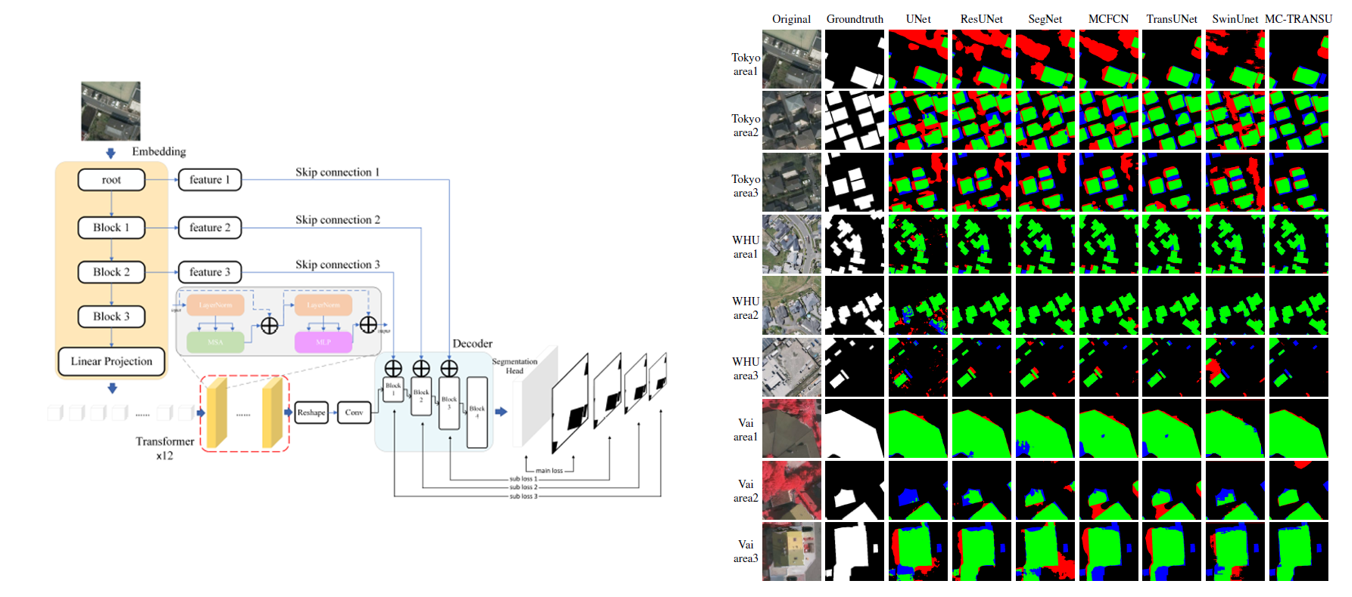 Embedding
root
feature 1
Skip connection 1
Block 1
feature 2
Skip connection 2
Block 2
feature 3
Skip connection 3
Block 3
Linear Projection
LayerNorm
LayerNorm
MSA
MLP
Decoder
Segmentation
Head
Block
1
Block
2
Block
3
Block
4
......
......
Reshape
Conv
Transformer
x12
main loss
sub loss 1
sub loss 2
sub loss 3
Original Groundtruth UNet ResUNet SegNet MCFCN TransUNet SwinUnet MC-TRANSU
Tokyo
area1
Tokyo
area2
Tokyo
area3
WHU
area1
WHU
area2
WHU
area3
Vai
area1
Vai
area2
Vai
area3